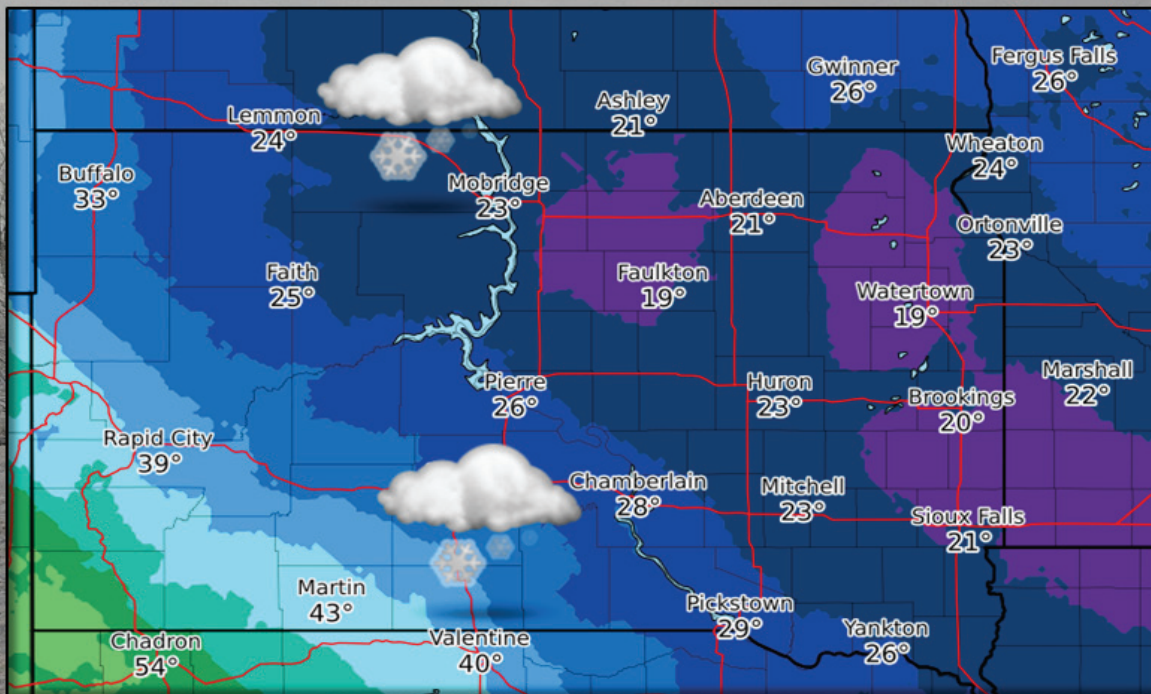 Gwinner
26°
Fergus Falls
26°
Lemmon
24°
Ashley
21°
Wheaton
24°
Buffalo
33°
Mobridge
23°
Aberdeen
21°
Ortonville
23°
Faith
25°
Faulkton
19°
Watertown
19°
Pierre
26°
Huron
23°
Brookings
20°
Marshall
22°
Rapid City
39°
Chamberlain
28°
Mitchell
23°
Sioux Falls
21°
Martin
43°
Pickstown
29°
Chadron
54°
Valentine
40°
Yankton
26°